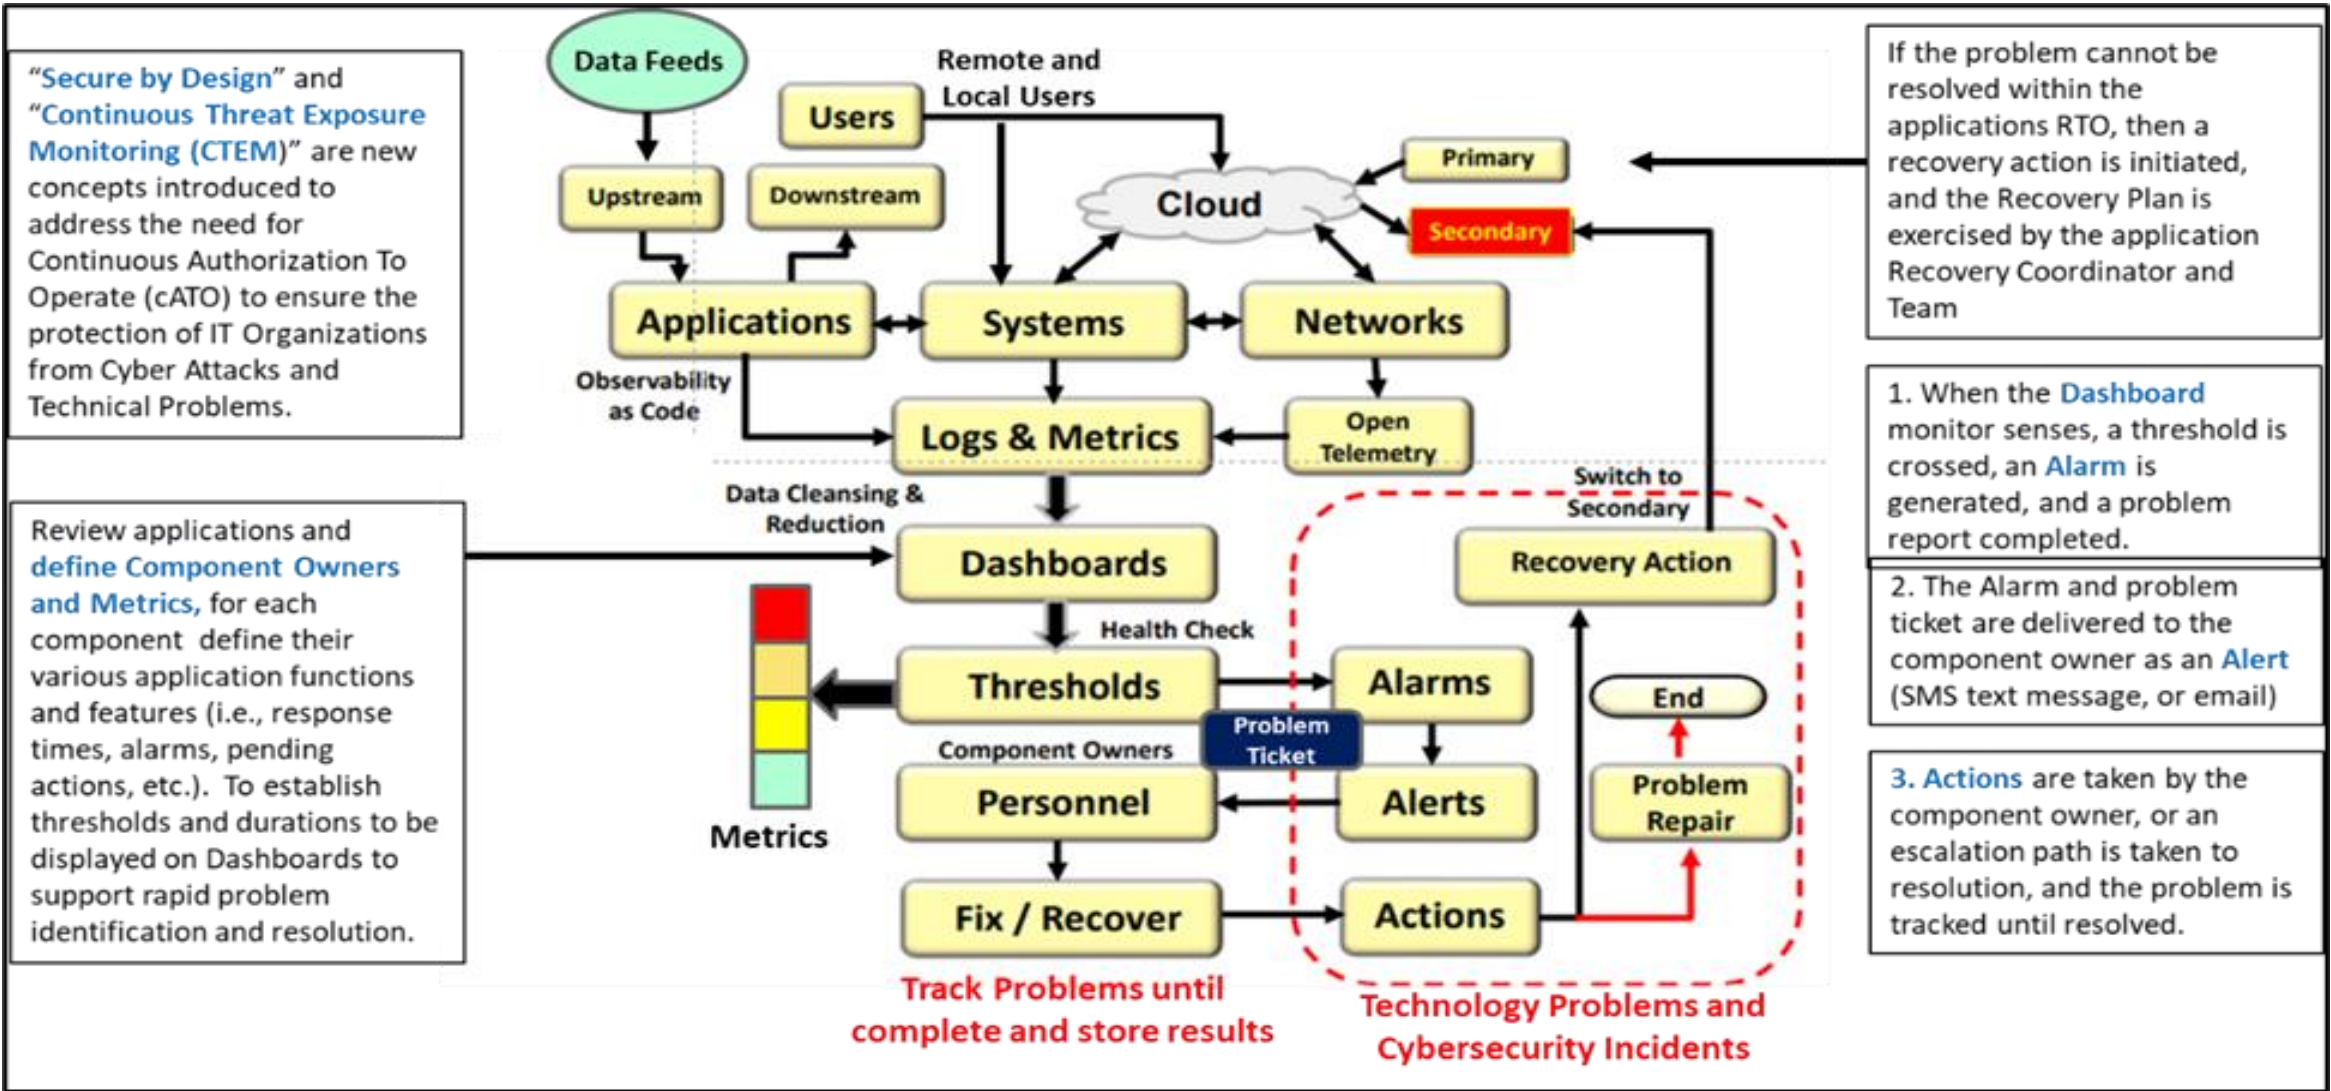 “Secure by Design” and
“Continuous Threat Exposure
Monitoring (CTEM)” are new
concepts introduced to
address the need for
Continuous Authorization To
Operate (cATO) to ensure the
protection of IT Organizations
from Cyber Attacks and
Technical Problems.
Review applications and
define Component Owners
and Metrics, for each
component define their
various application functions
and features (i.e., response
times, alarms, pending
actions, etc.). To establish
thresholds and durations to be
displayed on Dashboards to
support rapid problem
identification and resolution.
Data Feeds
Remote and
Local Users
Users
Upstream
Downstream
Cloud
Primary
Secondary
Applications
Systems
Networks
Observability
as Code
Logs & Metrics
Open
Telemetry
Data Cleansing &
Reduction
Switch to
Secondary
Dashboards
Recovery Action
Health Check
Thresholds
Alarms
End
Problem
Ticket
Component Owners
Personnel
Alerts
Problem
Repair
Metrics
Fix / Recover
Actions
Track Problems until
complete and store results
Technology Problems and
Cybersecurity Incidents
If the problem cannot be
resolved within the
applications RTO, then a
recovery action is initiated,
and the Recovery Plan is
exercised by the application
Recovery Coordinator and
Team
1. When the Dashboard
monitor senses, a threshold is
crossed, an Alarm is
generated, and a problem
report completed.
2. The Alarm and problem
ticket are delivered to the
component owner as an Alert
(SMS text message, or email)
3. Actions are taken by the
component owner, or an
escalation path is taken to
resolution, and the problem is
tracked until resolved.